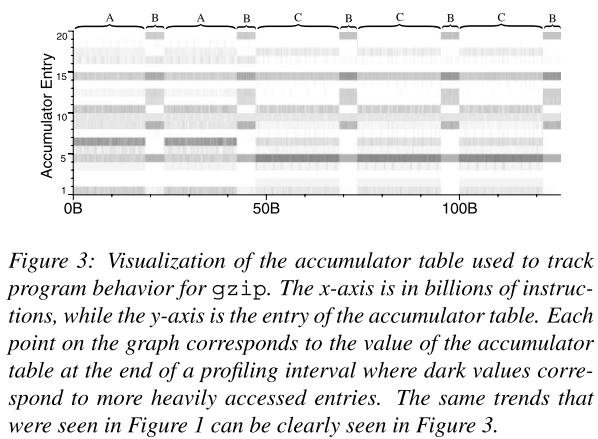 A B A B C B C B C B
20
15
10
5
1
Accumulator Entry
0B 50B 100B
Figure 3: Visualization of the accumulator table used to track
program behavior for gzip. The x-axis is in billions of instruc-
tions, while the y-axis is the entry of the accumulator table. Each
point on the graph corresponds to the value of the accumulator
table at the end of a profiling interval where dark values corre-
spond to more heavily accessed entries. The same trends that
were seen in Figure 1 can be clearly seen in Figure 3.